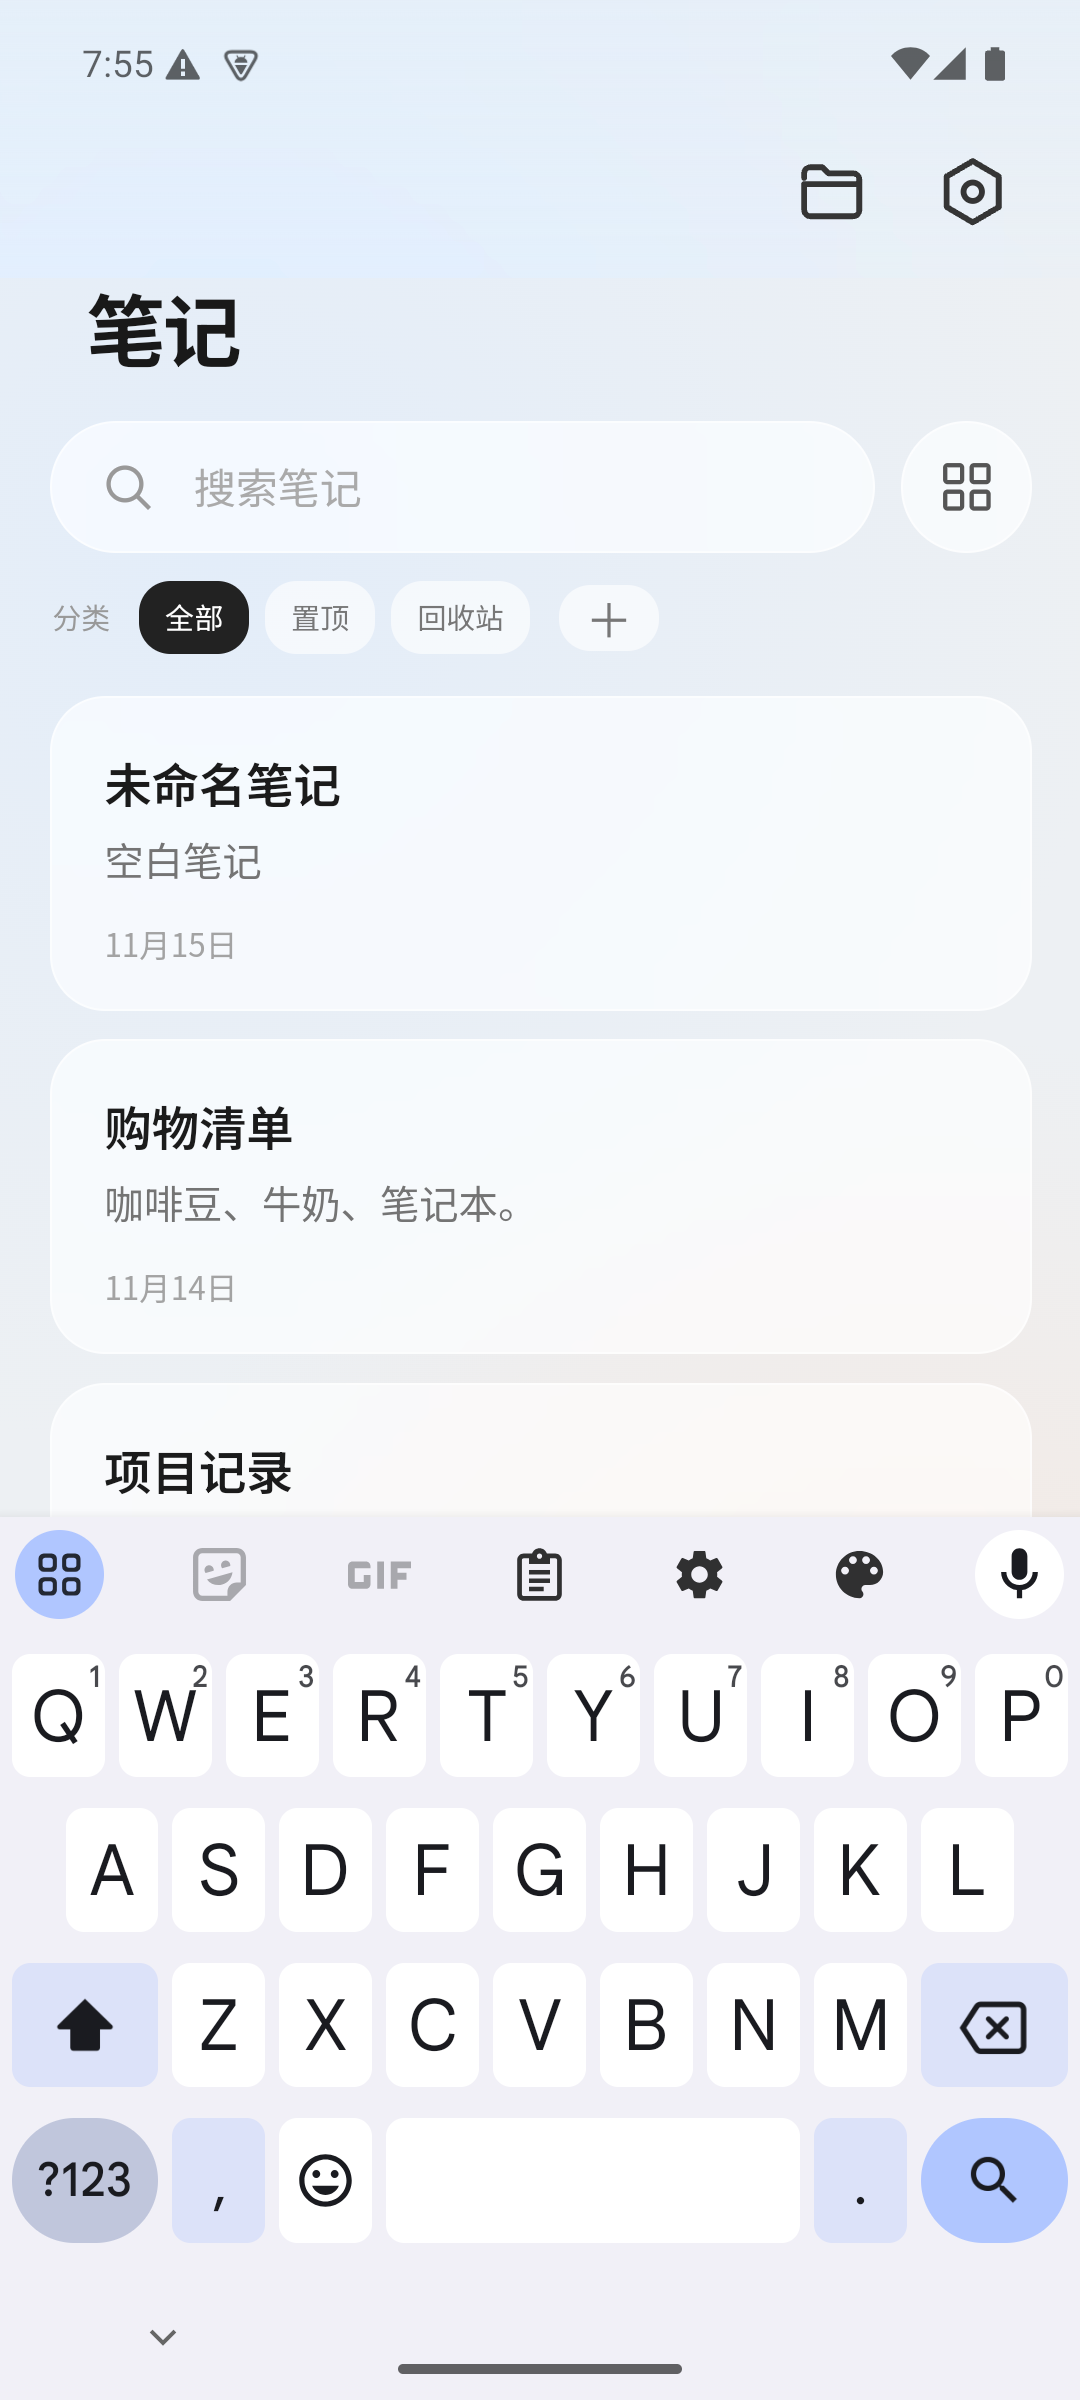 7:55
笔记
搜索笔记
分类 全部 置顶 回收站
未命名笔记
空白笔记
11月15日
购物清单
咖啡豆、牛奶、笔记本。
11月14日
项目记录
GIF
Q1 W2 E3 R4 T5 Y6 U7 I8 O9 P0
A S D F G H J K L
Z X C V B N M
?123 , .